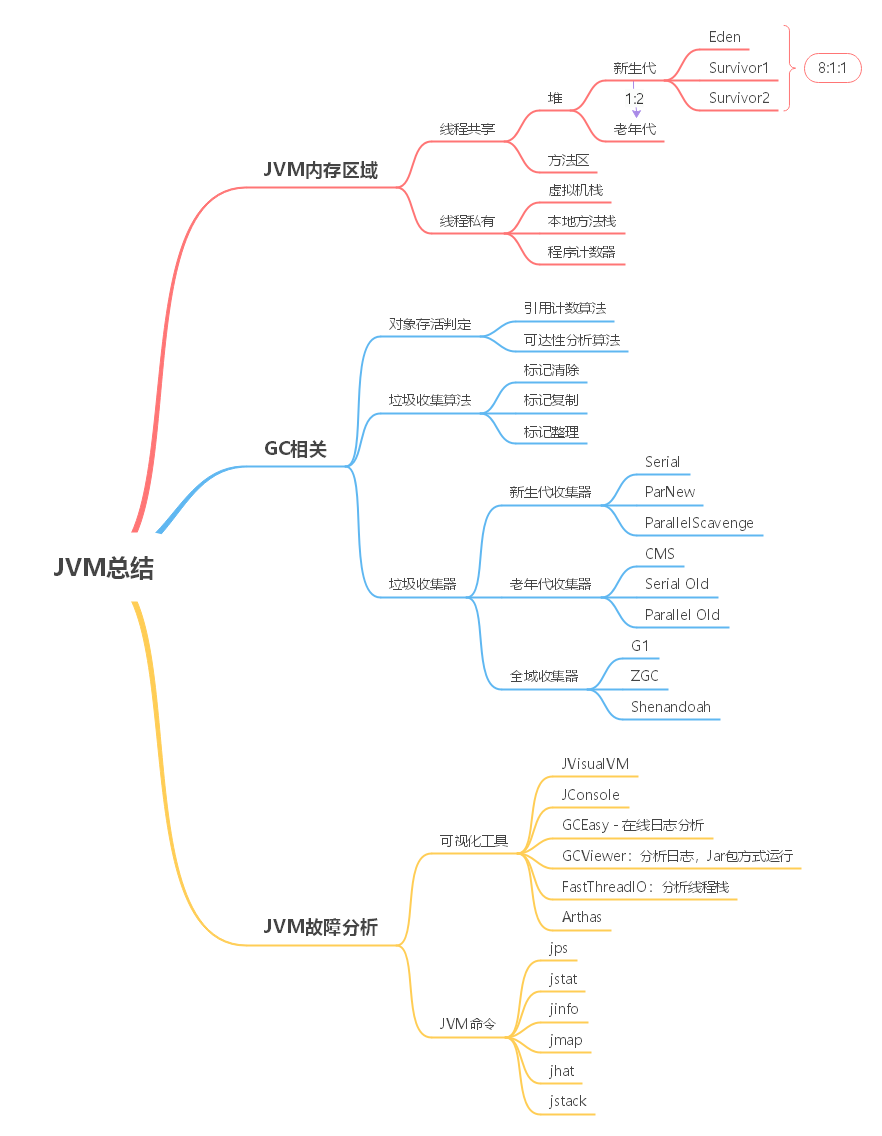 JVM总结
JVM内存区域
线程共享
堆
新生代
Eden
Survivor1
Survivor2
8:1:1
1:2
老年代
方法区
线程私有
虚拟机栈
本地方法栈
程序计数器
GC相关
对象存活判定
引用计数算法
可达性分析算法
垃圾收集算法
标记清除
标记复制
标记整理
垃圾收集器
新生代收集器
Serial
ParNew
ParallelScavenge
老年代收集器
CMS
Serial Old
Parallel Old
全域收集器
G1
ZGC
Shenandoah
JVM故障分析
可视化工具
JVisualVM
JConsole
GCEasy - 在线日志分析
GCViewer：分析日志，Jar包方式运行
FastThreadIO：分析线程栈
Arthas
JVM命令
jps
jstat
jinfo
jmap
jhat
jstack